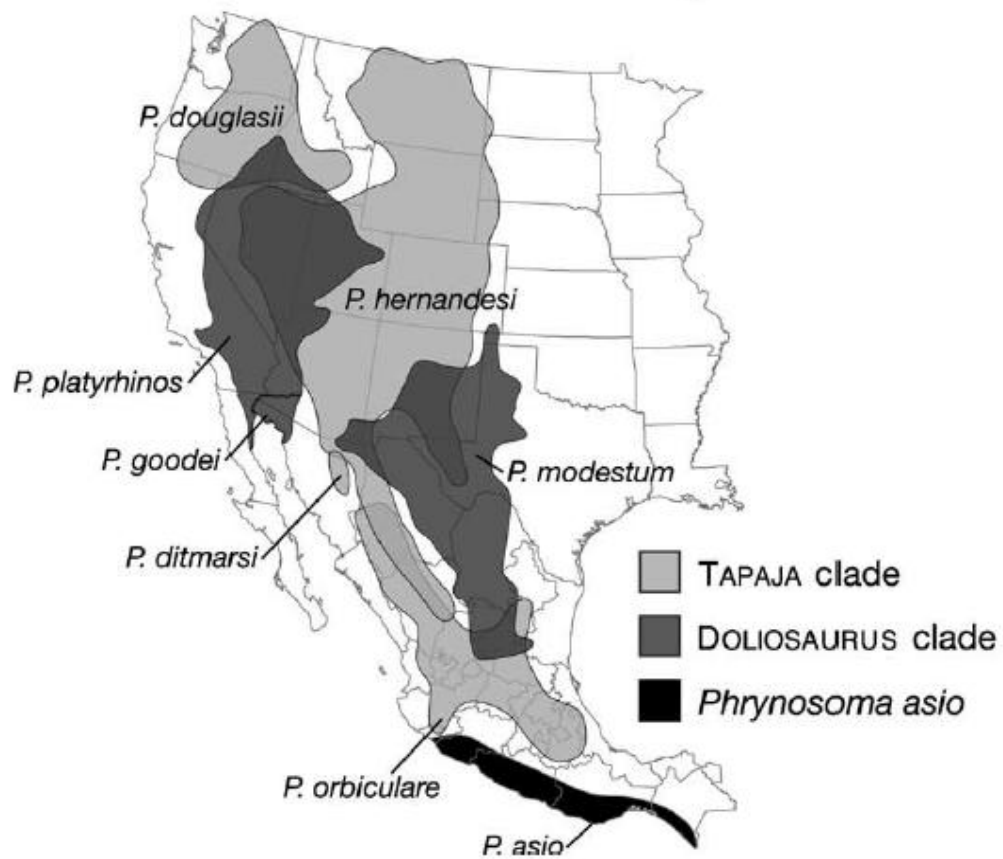 P. douglasii
P. hernandesi
P. platyrhinos
P. goodei
P. modestum
P. ditmarsi
TAPAJA clade
DOLIOSAURUS clade
Phrynosoma asio
P. orbiculare
P. asio